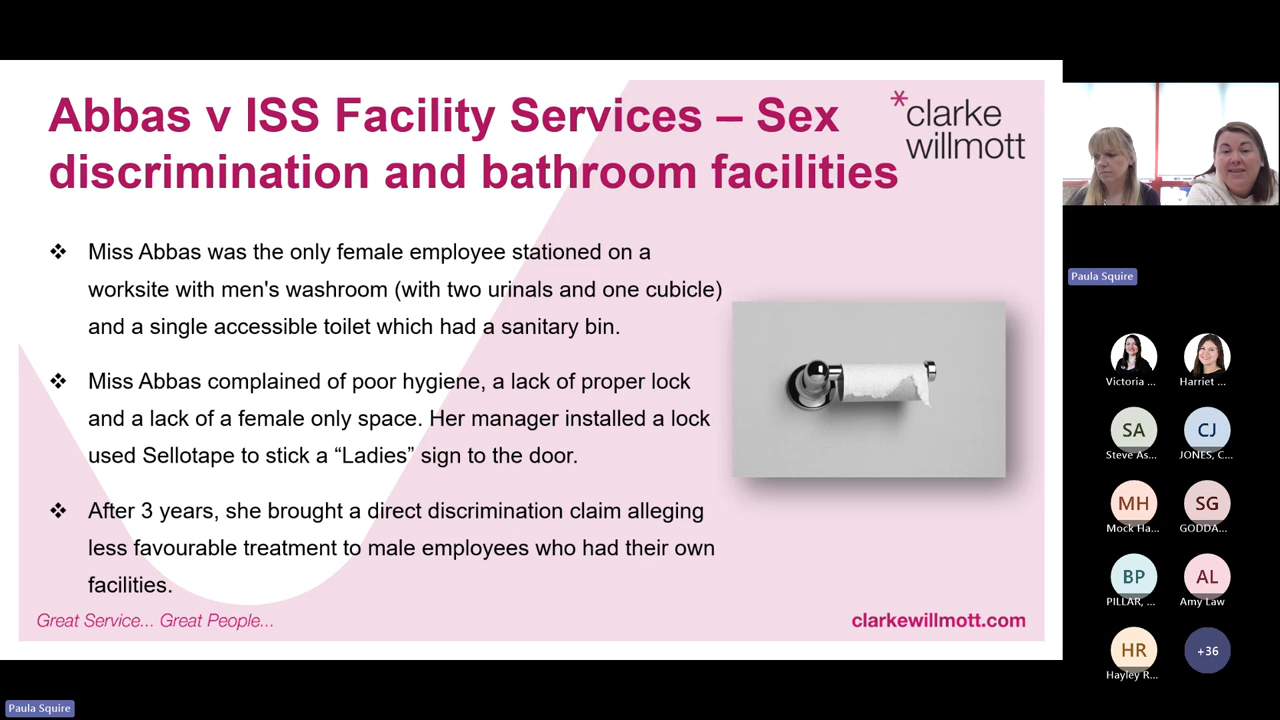 Abbas v ISS Facility Services – Sex
discrimination and bathroom facilities
*clarke
willmott
❖ Miss Abbas was the only female employee stationed on a
worksite with men's washroom (with two urinals and one cubicle)
and a single accessible toilet which had a sanitary bin.
❖ Miss Abbas complained of poor hygiene, a lack of proper lock
and a lack of a female only space. Her manager installed a lock
used Sellotape to stick a “Ladies” sign to the door.
❖ After 3 years, she brought a direct discrimination claim alleging
less favourable treatment to male employees who had their own
facilities.
Great Service... Great People...
clarkewillmott.com
Paula Squire
Victoria ...
Harriet ...
SA
CJ
Steve As...
JONES, C...
MH
SG
Mock Ha...
GODDA...
BP
AL
PILLAR, ...
Amy Law
HR
+36
Hayley R...
Paula Squire